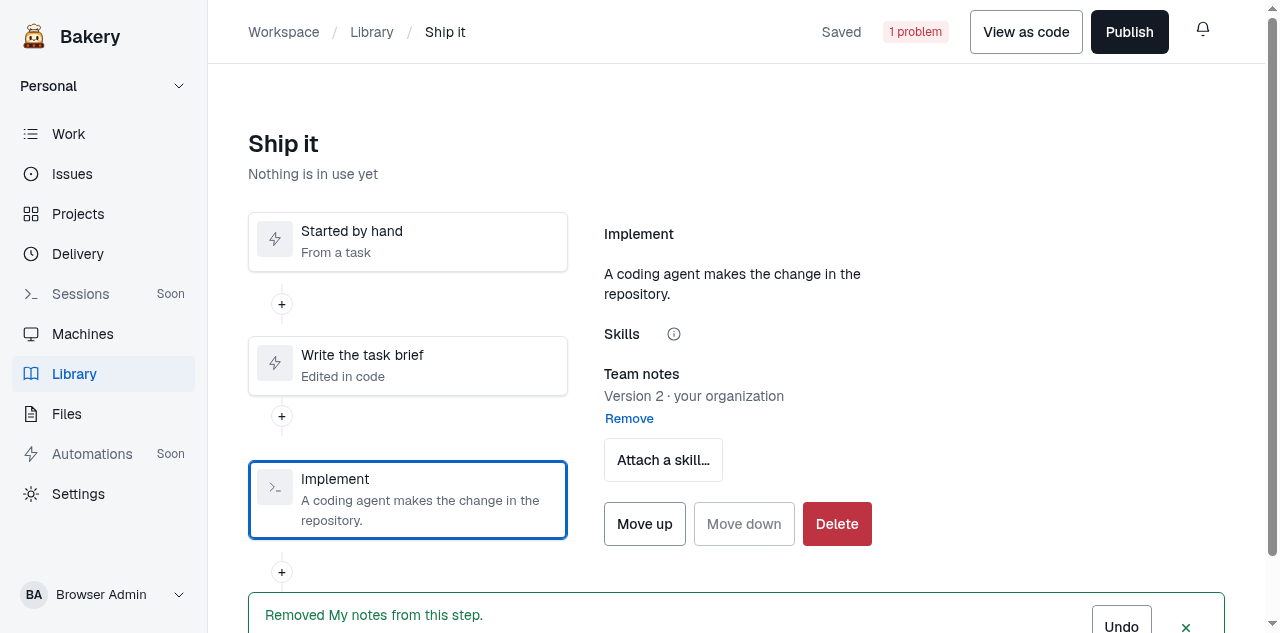 Bakery
Personal
Work
Issues
Projects
Delivery
Sessions Soon
Machines
Library
Files
Automations Soon
Settings
BA Browser Admin
Workspace / Library / Ship it
Saved 1 problem View as code Publish
Ship it
Nothing is in use yet
Started by hand
From a task
+
Write the task brief
Edited in code
+
Implement
A coding agent makes the change in the
repository.
+
Implement
A coding agent makes the change in the
repository.
Skills
Team notes
Version 2 · your organization
Remove
Attach a skill...
Move up Move down Delete
Removed My notes from this step.
Undo ×